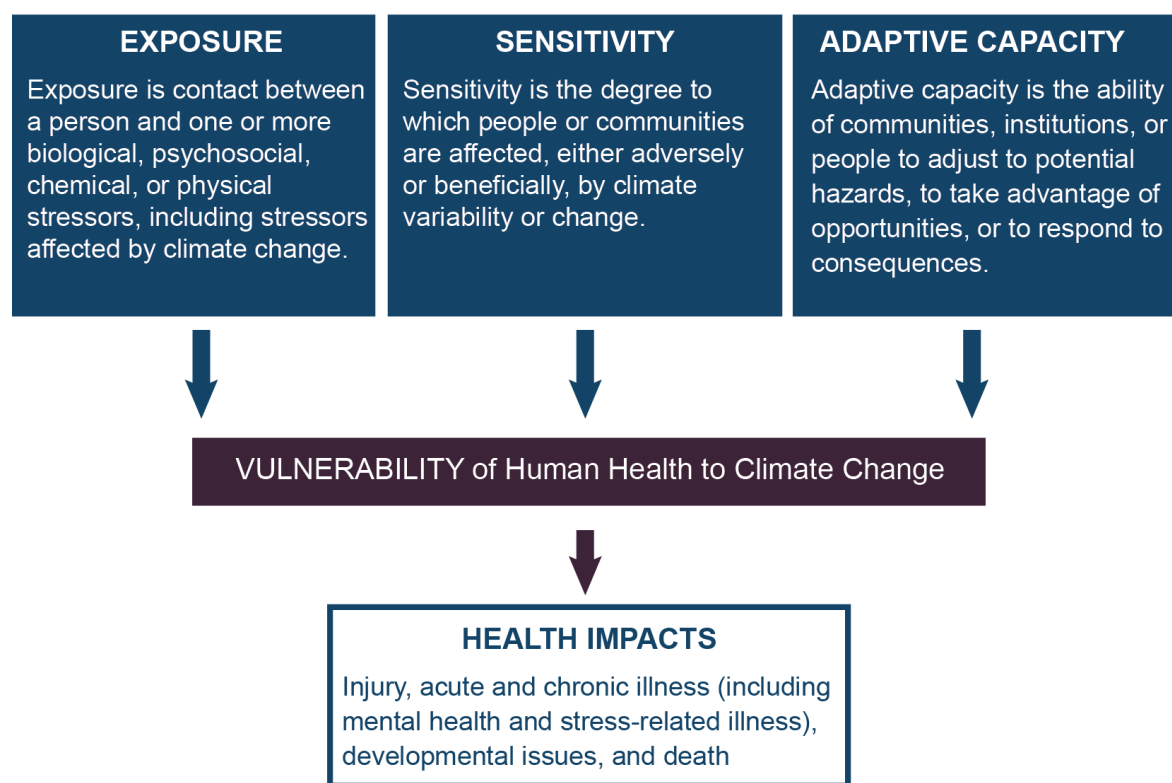 EXPOSURE
Exposure is contact between
a person and one or more
biological, psychosocial,
chemical, or physical
stressors, including stressors
affected by climate change.
SENSITIVITY
Sensitivity is the degree to
which people or communities
are affected, either adversely
or beneficially, by climate
variability or change.
ADAPTIVE CAPACITY
Adaptive capacity is the ability
of communities, institutions, or
people to adjust to potential
hazards, to take advantage of
opportunities, or to respond to
consequences.
VULNERABILITY of Human Health to Climate Change
HEALTH IMPACTS
Injury, acute and chronic illness (including
mental health and stress-related illness),
developmental issues, and death